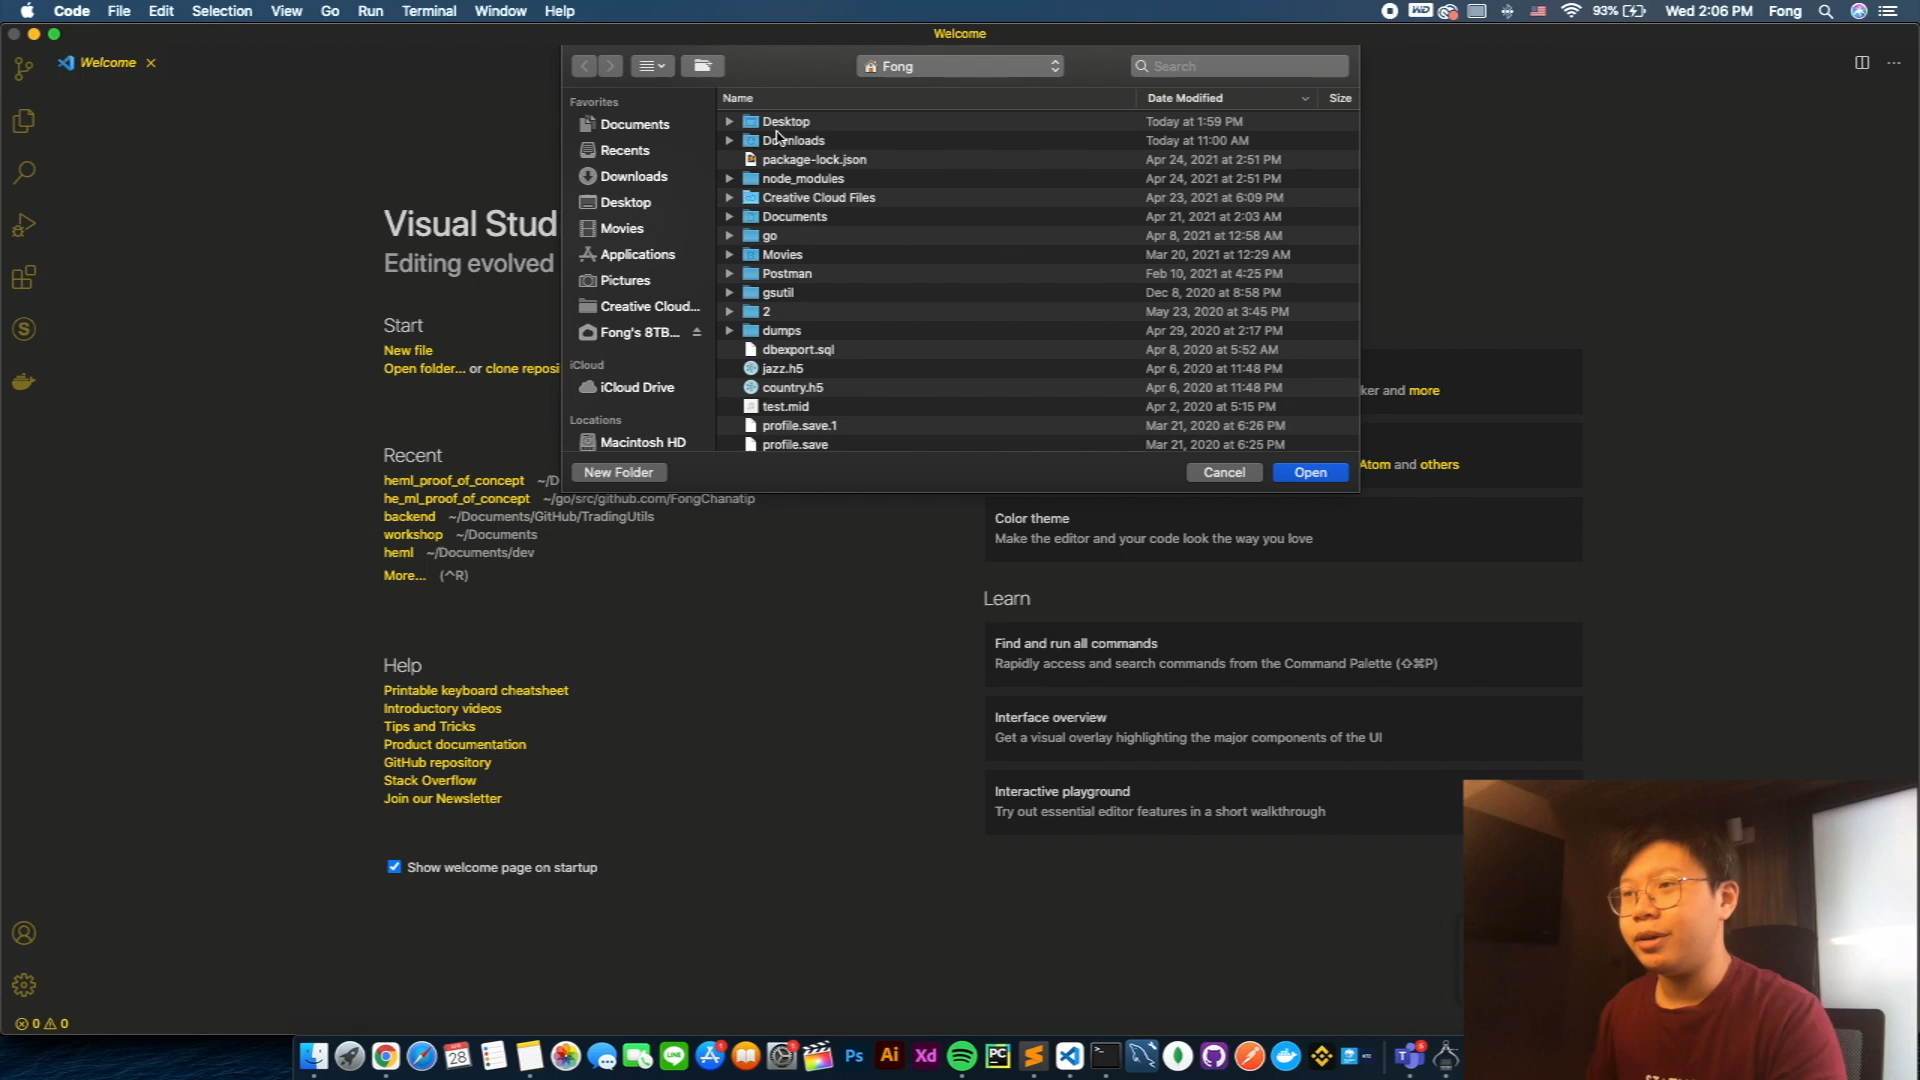 Code File Edit Selection View Go Run Terminal Window Help
93% Wed 2:06 PM Fong
Welcome
Welcome
Fong
Search
Favorites
Documents
Recents
Downloads
Desktop
Movies
Applications
Pictures
Creative Cloud...
Fong's 8TB...
iCloud
iCloud Drive
Locations
Macintosh HD
Name Date Modified Size
Desktop Today at 1:59 PM
Downloads Today at 11:00 AM
package-lock.json Apr 24, 2021 at 2:51 PM
node_modules Apr 24, 2021 at 2:51 PM
Creative Cloud Files Apr 23, 2021 at 6:09 PM
Documents Apr 21, 2021 at 2:03 AM
go Apr 8, 2021 at 12:58 AM
Movies Mar 20, 2021 at 12:29 AM
Postman Feb 10, 2021 at 4:25 PM
gsutil Dec 8, 2020 at 8:58 PM
2 May 23, 2020 at 3:45 PM
dumps Apr 29, 2020 at 2:17 PM
dbexport.sql Apr 8, 2020 at 5:52 AM
jazz.h5 Apr 6, 2020 at 11:48 PM
country.h5 Apr 6, 2020 at 11:48 PM
test.mid Apr 2, 2020 at 5:15 PM
profile.save.1 Mar 21, 2020 at 6:26 PM
profile.save Mar 21, 2020 at 6:25 PM
New Folder Cancel Open
Visual Stud
Editing evolved
Start
New file
Open folder... or clone reposi
Recent
heml_proof_of_concept ~/D
he_ml_proof_of_concept ~/go/src/github.com/FongChanatip
backend ~/Documents/GitHub/TradingUtils
workshop ~/Documents
heml ~/Documents/dev
More... (^R)
Help
Printable keyboard cheatsheet
Introductory videos
Tips and Tricks
Product documentation
GitHub repository
Stack Overflow
Join our Newsletter
Show welcome page on startup
ker and more
Atom and others
Color theme
Make the editor and your code look the way you love
Learn
Find and run all commands
Rapidly access and search commands from the Command Palette (⇧⌘P)
Interface overview
Get a visual overlay highlighting the major components of the UI
Interactive playground
Try out essential editor features in a short walkthrough
0 0
28
LINE
Ps Ai Xd PC